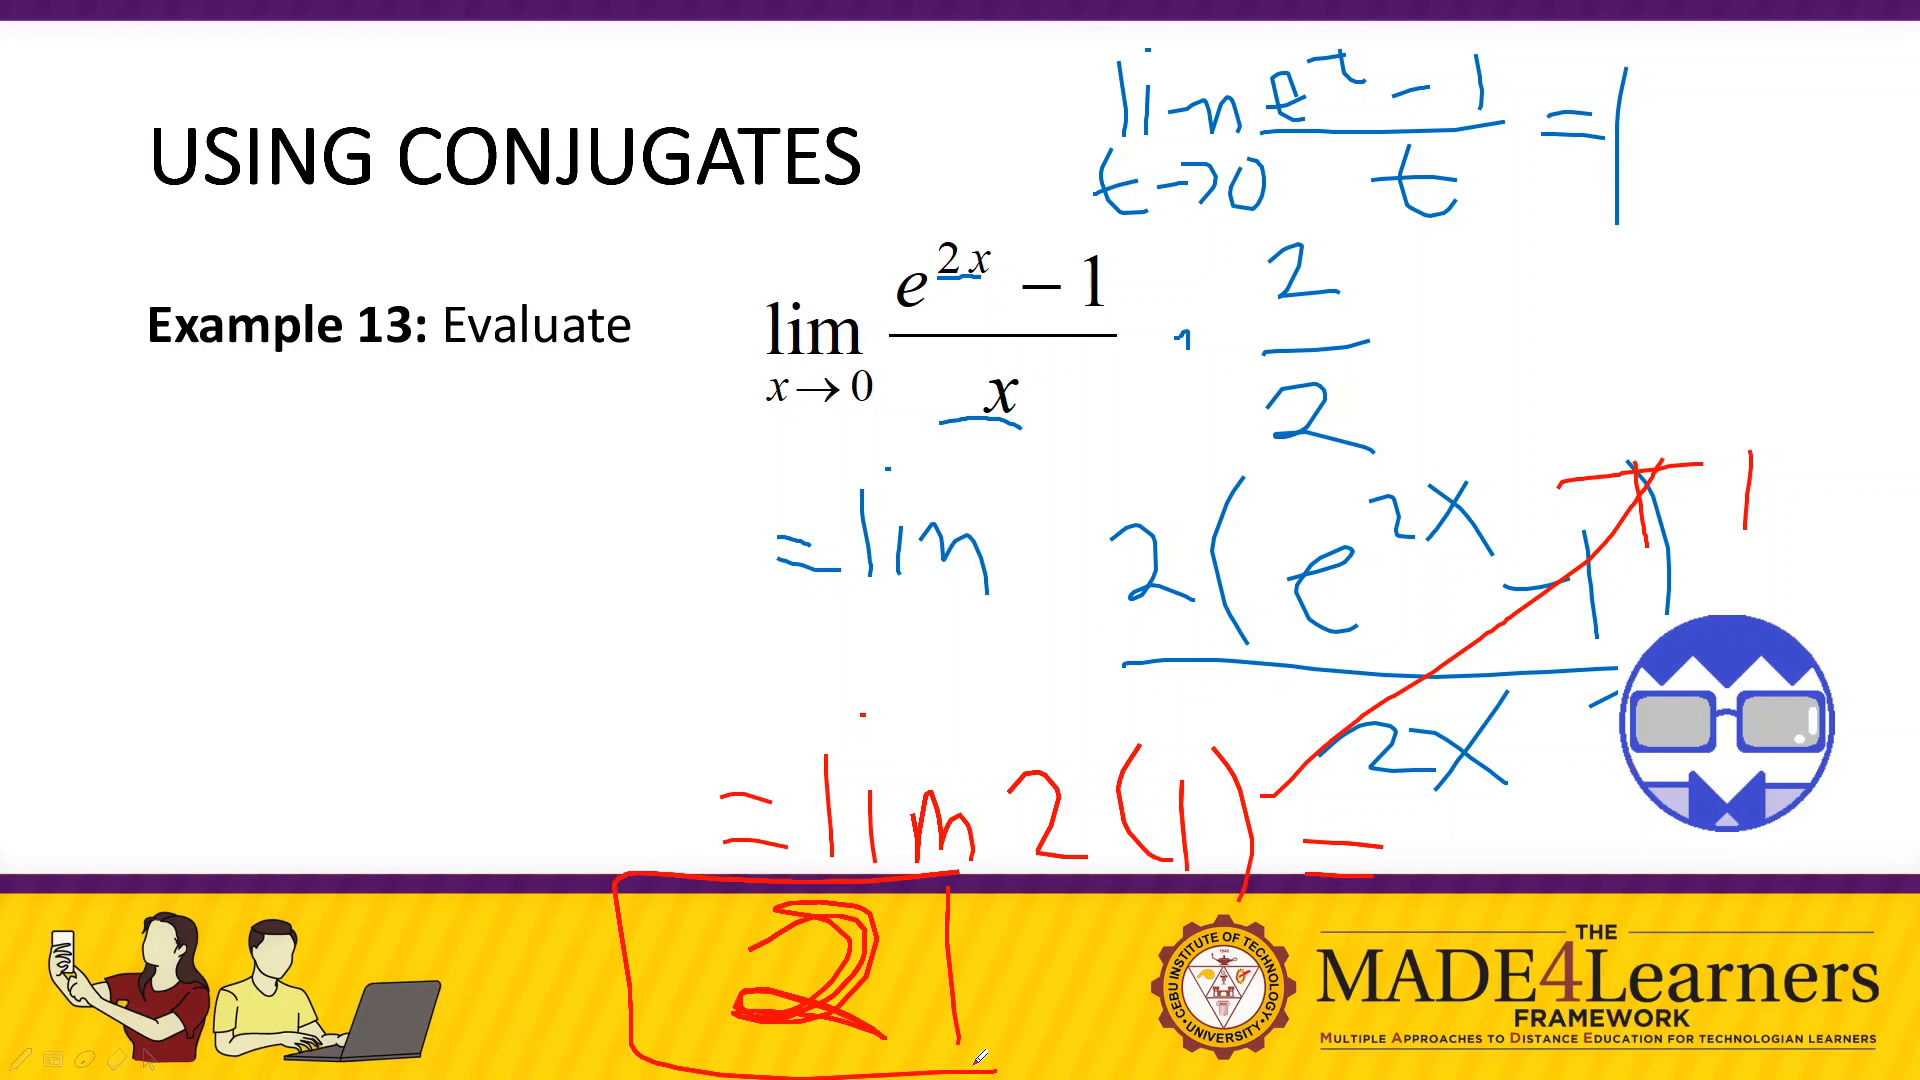 USING CONJUGATES
lim e^t - 1 / t = 1
t→0
Example 13: Evaluate lim e^{2x} − 1 / x · 2/2
x→0
= lim 2(e^{2x} - 1) / 2x
1
= lim 2(1) =
2
CEBU INSTITUTE OF TECHNOLOGY
1946
• UNIVERSITY •
THE
MADE4Learners
FRAMEWORK
MULTIPLE APPROACHES TO DISTANCE EDUCATION FOR TECHNOLOGIAN LEARNERS